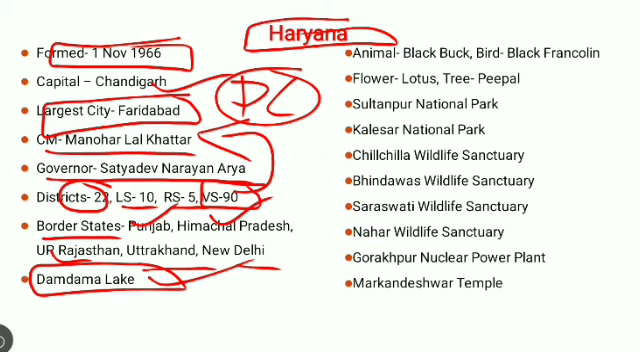 Haryana
Formed- 1 Nov 1966
Capital – Chandigarh
Largest City- Faridabad
CM- Manohar Lal Khattar
Governor- Satyadev Narayan Arya
Districts- 22, LS- 10, RS- 5, VS-90
Border States- Punjab, Himachal Pradesh,
UP, Rajasthan, Uttrakhand, New Delhi
Damdama Lake
Animal- Black Buck, Bird- Black Francolin
Flower- Lotus, Tree- Peepal
Sultanpur National Park
Kalesar National Park
Chillchilla Wildlife Sanctuary
Bhindawas Wildlife Sanctuary
Saraswati Wildlife Sanctuary
Nahar Wildlife Sanctuary
Gorakhpur Nuclear Power Plant
Markandeshwar Temple